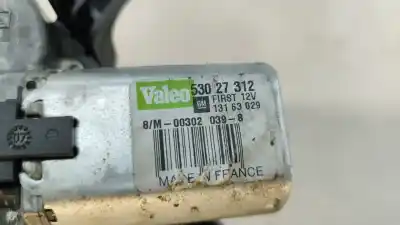 Valeo 530 27 312
GM FIRST 12V
131 63 029
8/M-00302 039-8
MADE IN FRANCE